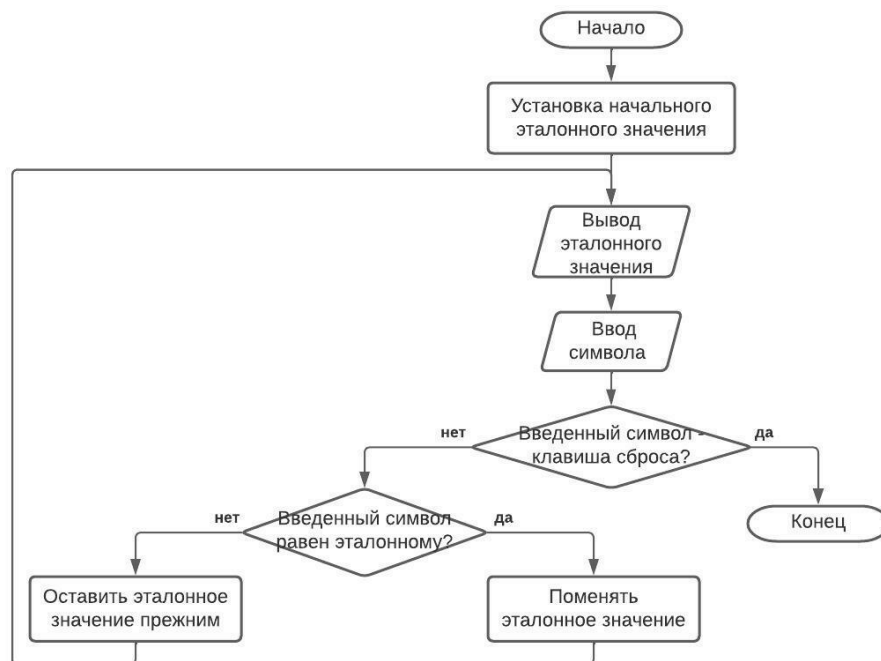 Начало
Установка начального
эталонного значения
Вывод
эталонного
значения
Ввод
символа
нет
Введенный символ -
клавиша сброса?
да
нет
Введенный символ
равен эталонному?
да
Конец
Оставить эталонное
значение прежним
Поменять
эталонное значение